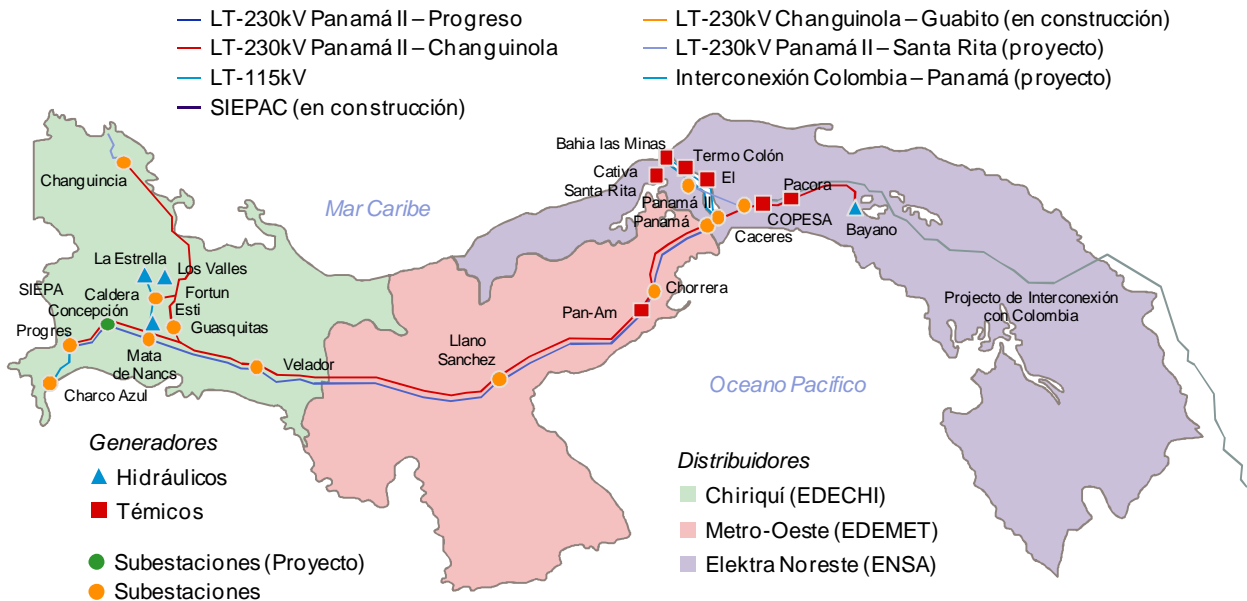 LT-230kV Panamá II – Progreso
LT-230kV Panamá II – Changuinola
LT-115kV
SIEPAC (en construcción)
LT-230kV Changuinola – Guabito (en construcción)
LT-230kV Panamá II – Santa Rita (proyecto)
Interconexión Colombia – Panamá (proyecto)
Bahia las Minas
Termo Colón
Cativa
El
Santa Rita
Pacora
Changuincia
Mar Caribe
Panamá II
Panamá
COPESA
Caceres
Bayano
La Estrella
Los Valles
SIEPA
Caldera
Fortun
Concepción
Esti
Progres
Guasquitas
Chorrera
Pan-Am
Projecto de Interconexión
con Colombia
Mata
de Nancs
Velador
Llano
Sanchez
Charco Azul
Oceano Pacífico
Generadores
Hidráulicos
Témicos
Subestaciones (Proyecto)
Subestaciones
Distribuidores
Chiriquí (EDECHI)
Metro-Oeste (EDEMET)
Elektra Noreste (ENSA)